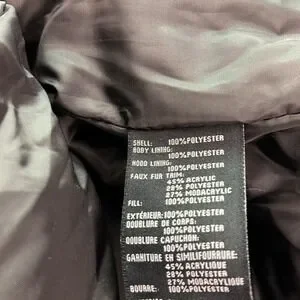 SHELL: 100%POLYESTER
BODY LINING:
100%POLYESTER
HOOD LINING:
100%POLYESTER
FAUX FUR TRIM:
45% ACRYLIC
28% POLYESTER
27% MODACRYLIC
FILL: 100%POLYESTER
EXTÉRIEUR:100%POLYESTER
DOUBLURE DE CORPS:
100%POLYESTER
DOUBLURE CAPUCHON:
100%POLYESTER
GARNITURE EN SIMILIFOURRURE:
45% ACRYLIQUE
28% POLYESTER
27% MODACRYLIQUE
BOURRE: 100%POLYESTER